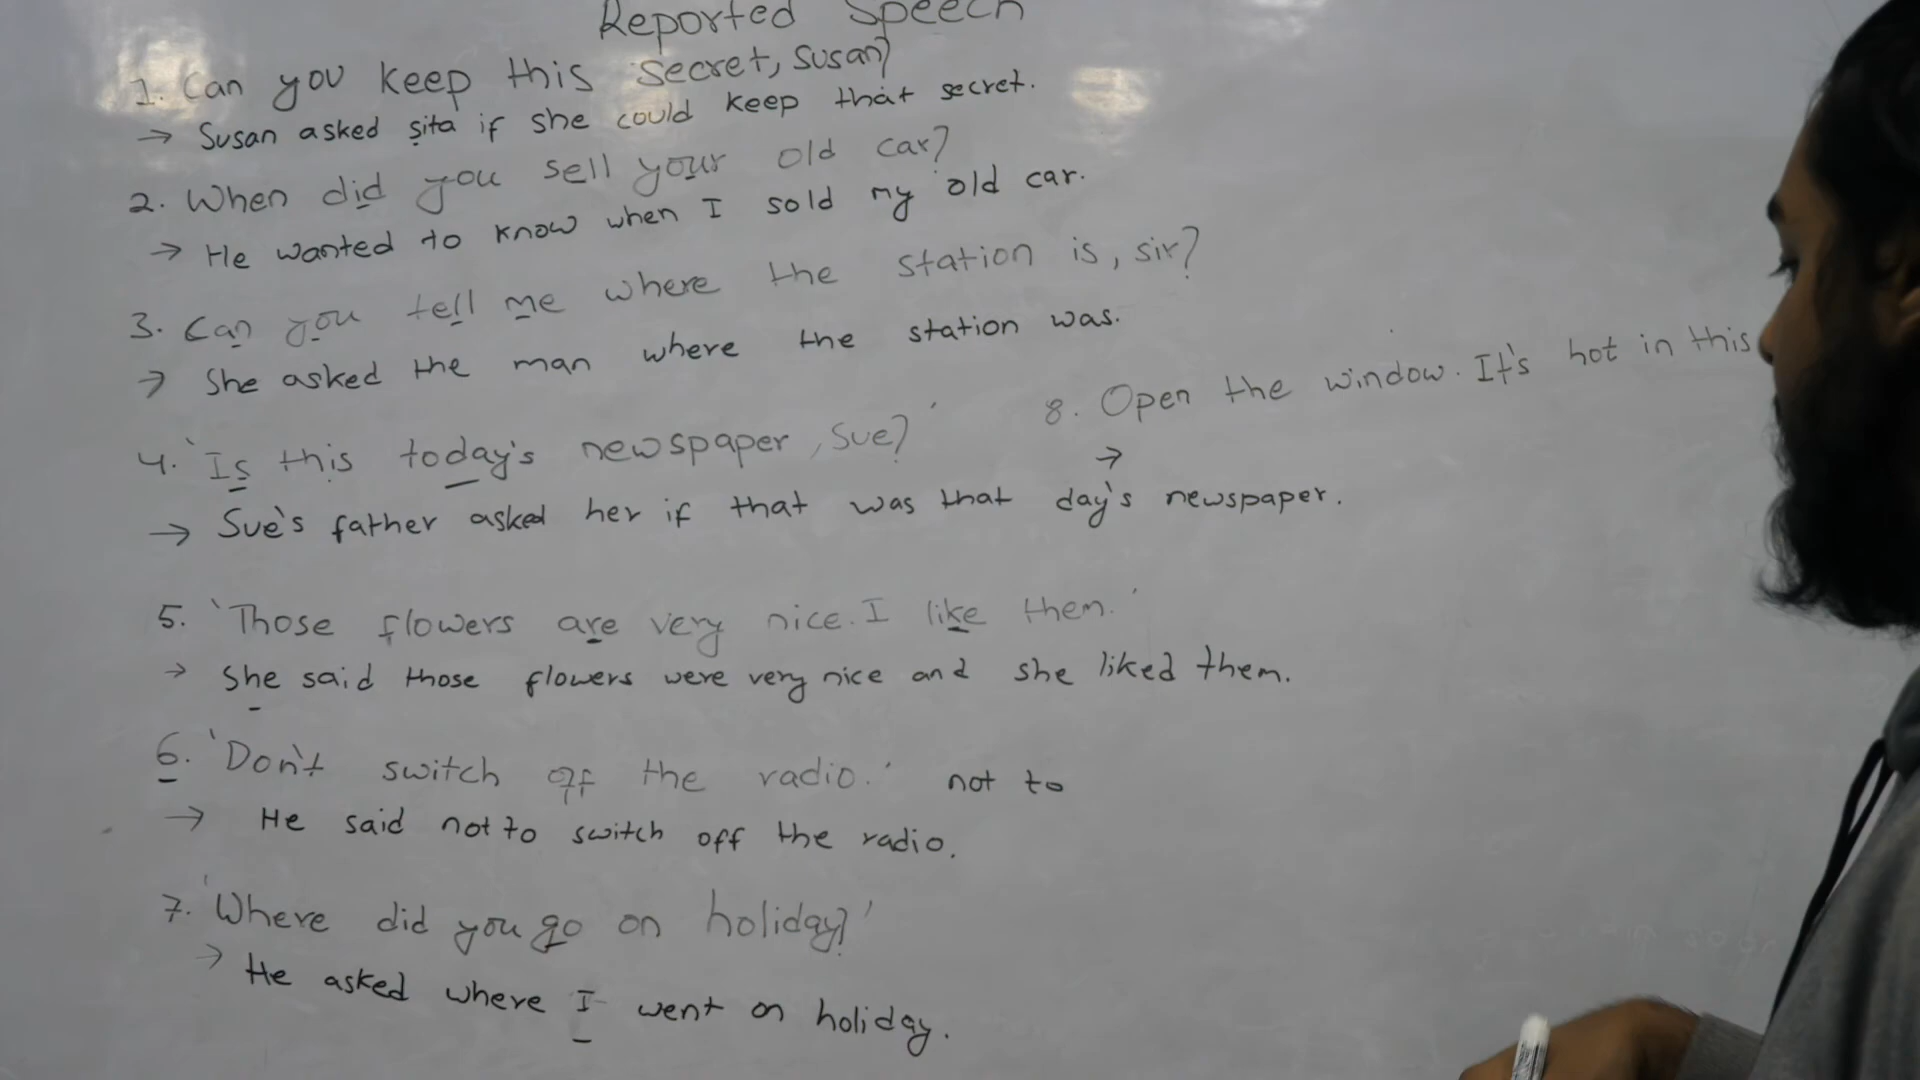 Reported Speech
1. Can you keep this secret, Susan?
→ Susan asked sita if she could keep that secret.
2. When did you sell your old car?
→ He wanted to know when I sold my old car.
3. Can you tell me where the station is, sir?
→ She asked the man where the station was.
4. 'Is this today's newspaper, Sue?'
→ Sue's father asked her if that was that day's newspaper.
5. 'Those flowers are very nice. I like them.'
→ She said those flowers were very nice and she liked them.
6. 'Don't switch off the radio.' not to
→ He said not to switch off the radio.
7. 'Where did you go on holiday?'
→ He asked where I went on holiday.
8. Open the window. It's hot in this
→